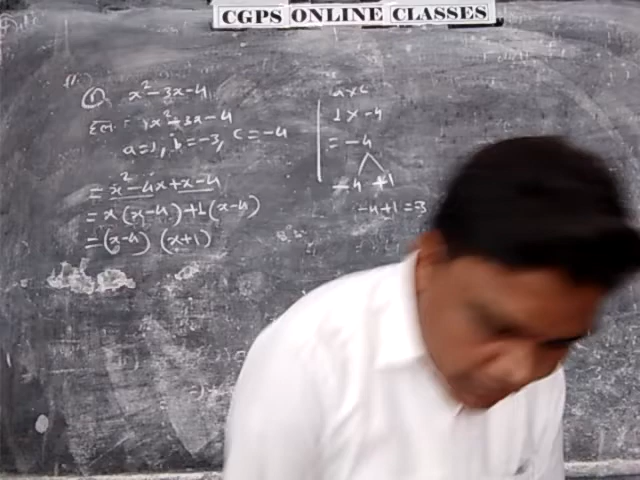 CGPS ONLINE CLASSES
① x² - 3x - 4
हल: 1x² - 3x - 4
a=1, b=-3, c=-4
= x² - 4x + x - 4
= x (x-4) + 1 (x-4)
= (x-4) (x+1)
a×c
1 × -4
= -4
-4 +1
-4+1=3